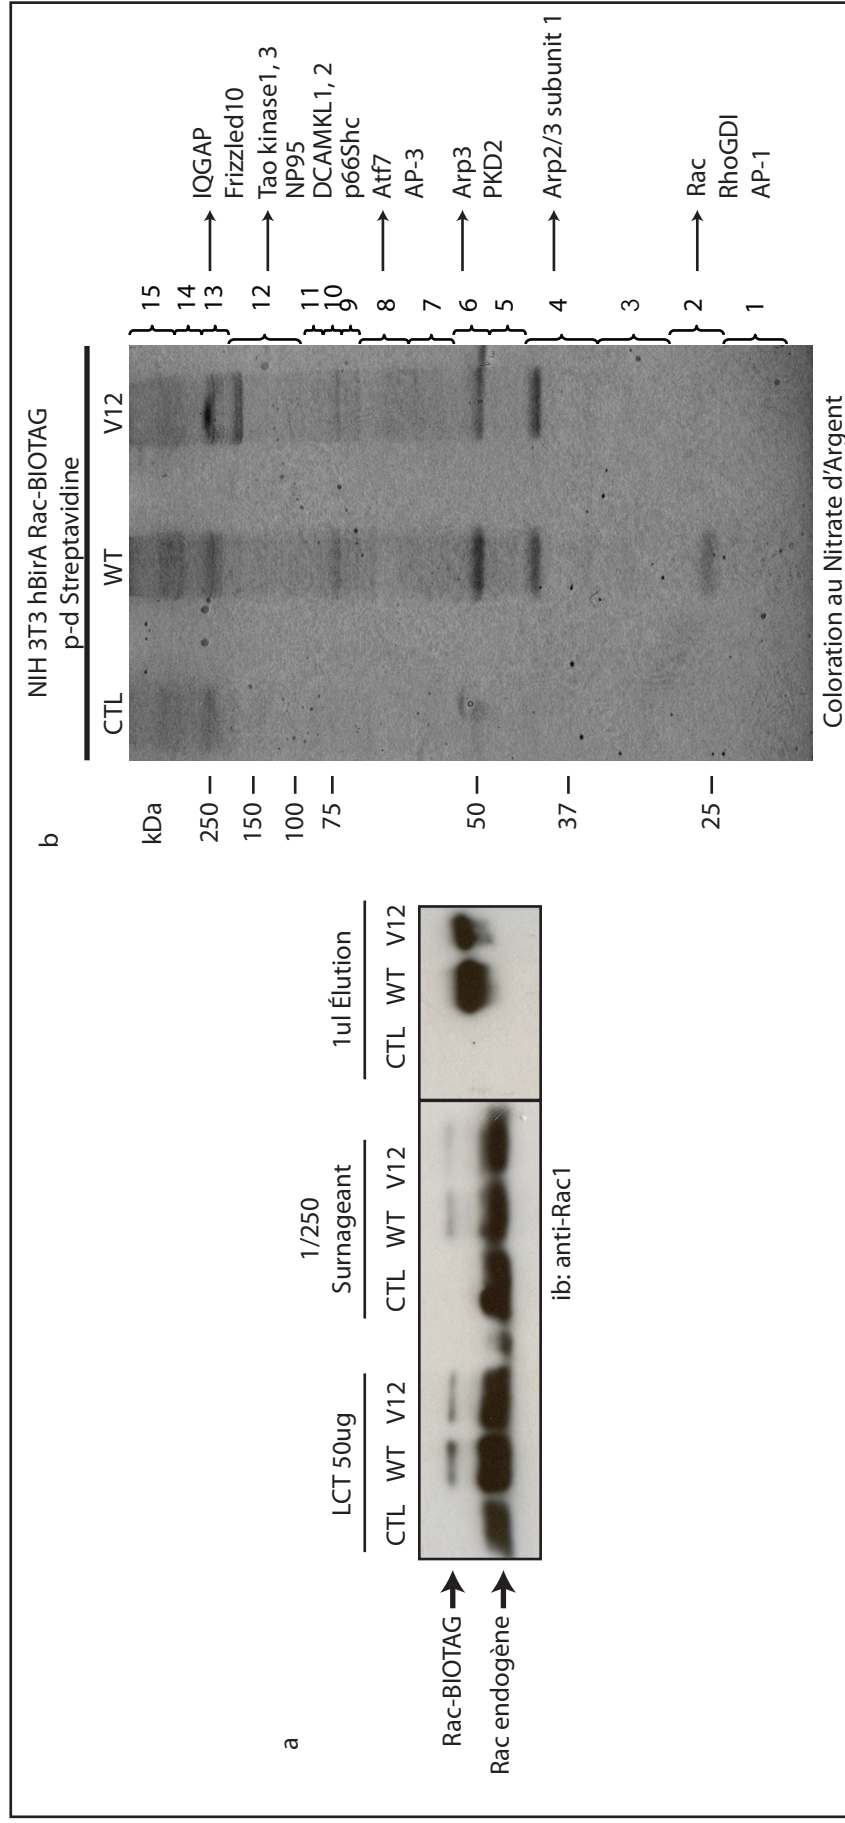 a
LCT 50ug
1/250
Surnageant
1ul Élution
CTL WT V12 CTL WT V12 CTL WT V12
Rac-BIOTAG
Rac endogène
ib: anti-Rac1
b
NIH 3T3 hBirA Rac-BIOTAG
p-d Streptavidine
CTL WT V12
kDa
250
150
100
75
50
37
25
15
14
13
12
11
10
9
8
7
6
5
4
3
2
1
IQGAP
Frizzled10
Tao kinase1, 3
NP95
DCAMKL1, 2
p66Shc
Atf7
AP-3
Arp3
PKD2
Arp2/3 subunit 1
Rac
RhoGDI
AP-1
Coloration au Nitrate d'Argent